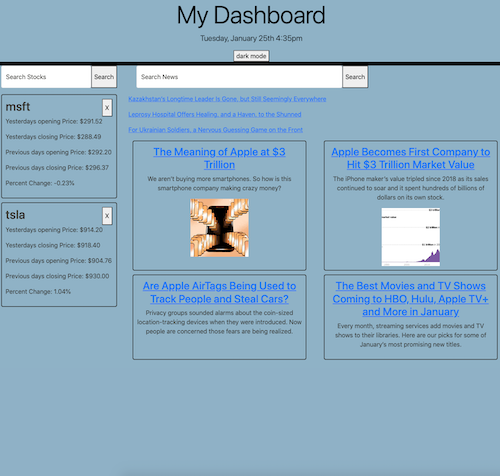 My Dashboard
Tuesday, January 25th 4:35pm
dark mode
Search Stocks
Search
Search News
Search
msft
X
Yesterdays opening Price: $291.52
Yesterdays closing Price: $288.49
Previous days opening Price: $292.20
Previous days closing Price: $296.37
Percent Change: -0.23%
tsla
X
Yesterdays opening Price: $914.20
Yesterdays closing Price: $918.40
Previous days opening Price: $904.76
Previous days closing Price: $930.00
Percent Change: 1.04%
Kazakhstan's Longtime Leader Is Gone, but Still Seemingly Everywhere
Leprosy Hospital Offers Healing, and a Haven, to the Shunned
For Ukrainian Soldiers, a Nervous Guessing Game on the Front
The Meaning of Apple at $3
Trillion
We aren't buying more smartphones. So how is this
smartphone company making crazy money?
Apple Becomes First Company to
Hit $3 Trillion Market Value
The iPhone maker's value tripled since 2018 as its sales
continued to soar and it spent hundreds of billions of
dollars on its own stock.
Are Apple AirTags Being Used to
Track People and Steal Cars?
Privacy groups sounded alarms about the coin-sized
location-tracking devices when they were introduced. Now
people are concerned those fears are being realized.
The Best Movies and TV Shows
Coming to HBO, Hulu, Apple TV+
and More in January
Every month, streaming services add movies and TV
shows to their libraries. Here are our picks for some of
January's most promising new titles.